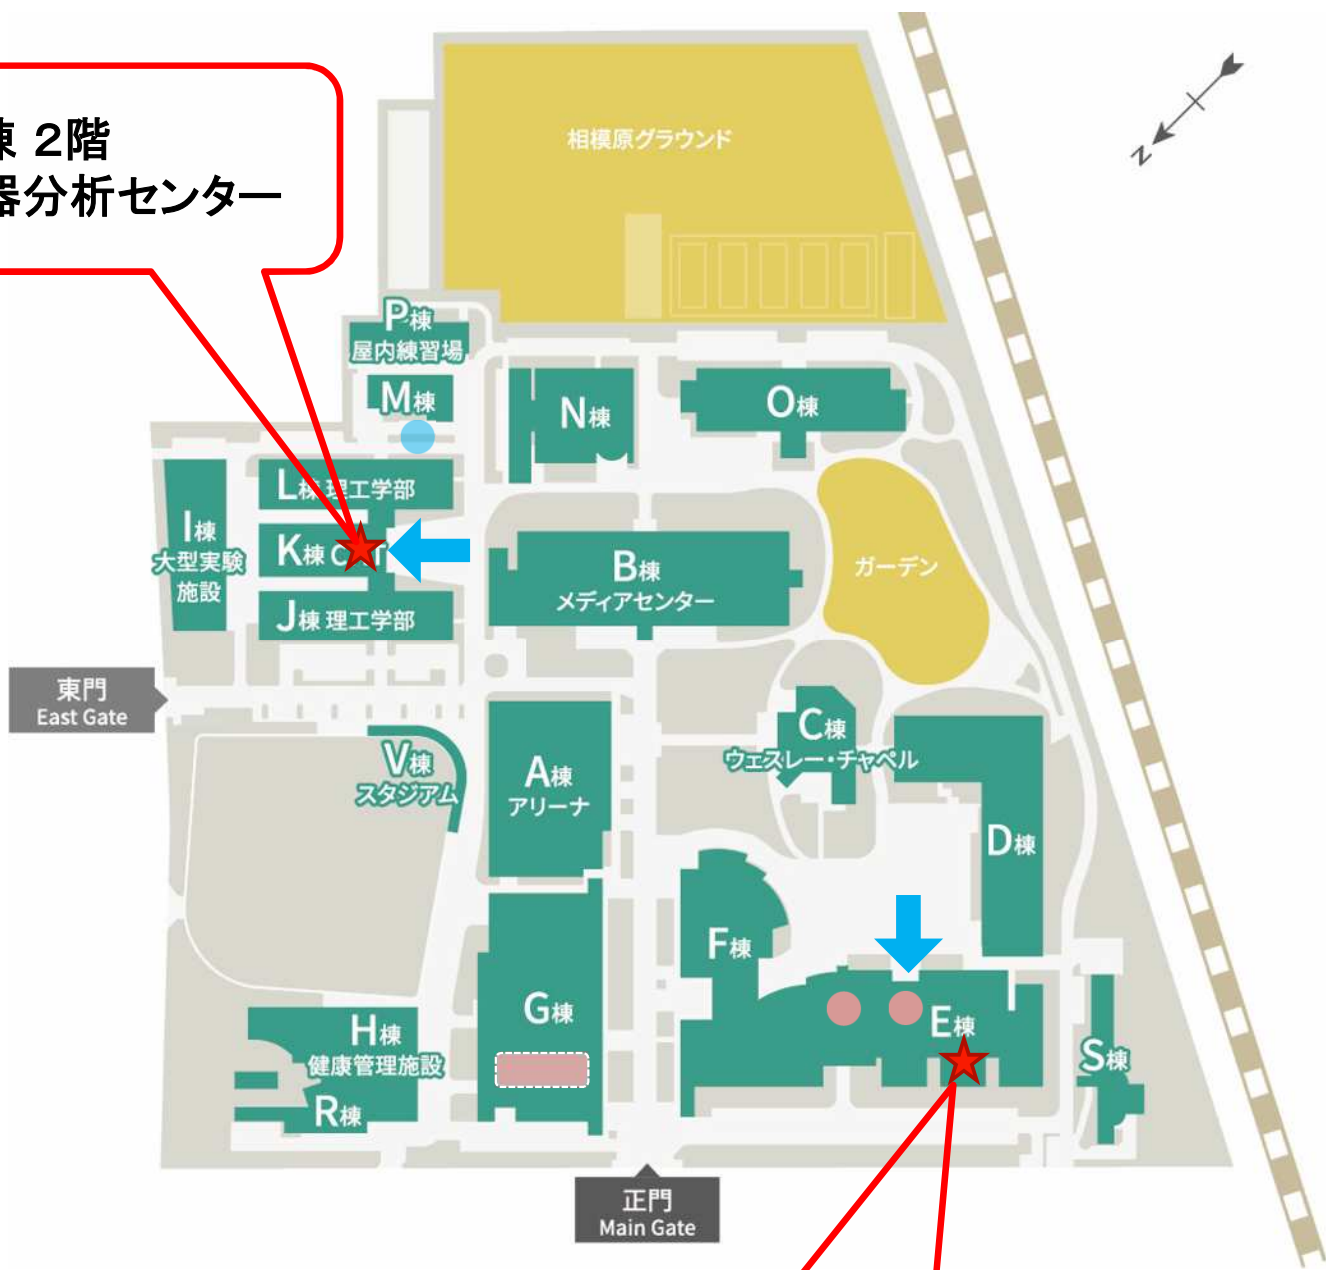 棟 2階
器分析センター
相模原グラウンド
N
P棟
屋内練習場
M棟
N棟
O棟
L棟 理工学部
I棟
大型実験
施設
K棟
J棟 理工学部
B棟
メディアセンター
ガーデン
東門
East Gate
V棟
スタジアム
A棟
アリーナ
C棟
ウェスレー・チャペル
D棟
F棟
G棟
E棟
H棟
健康管理施設
R棟
S棟
正門
Main Gate